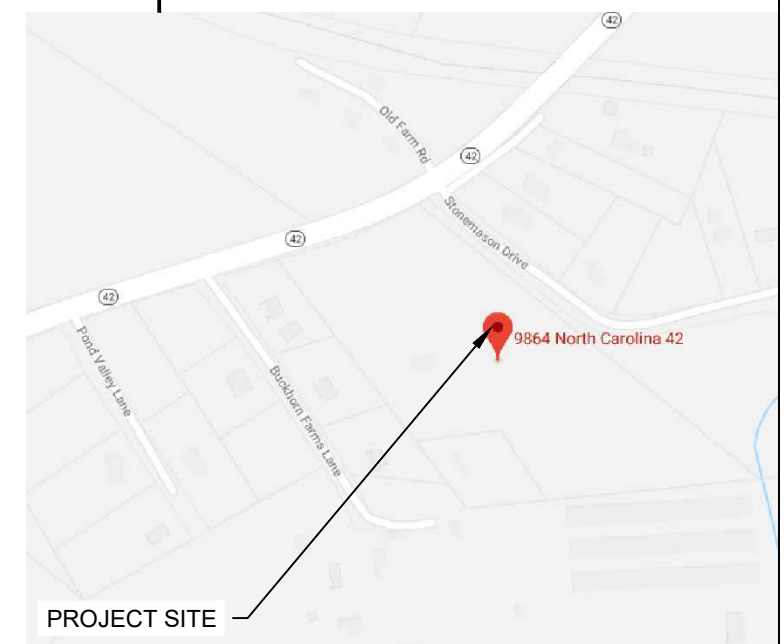 42
Old Farm Rd
42
Stonemason Drive
42
42
Pond Valley Lane
Buckhorn Farms Lane
9864 North Carolina 42
PROJECT SITE